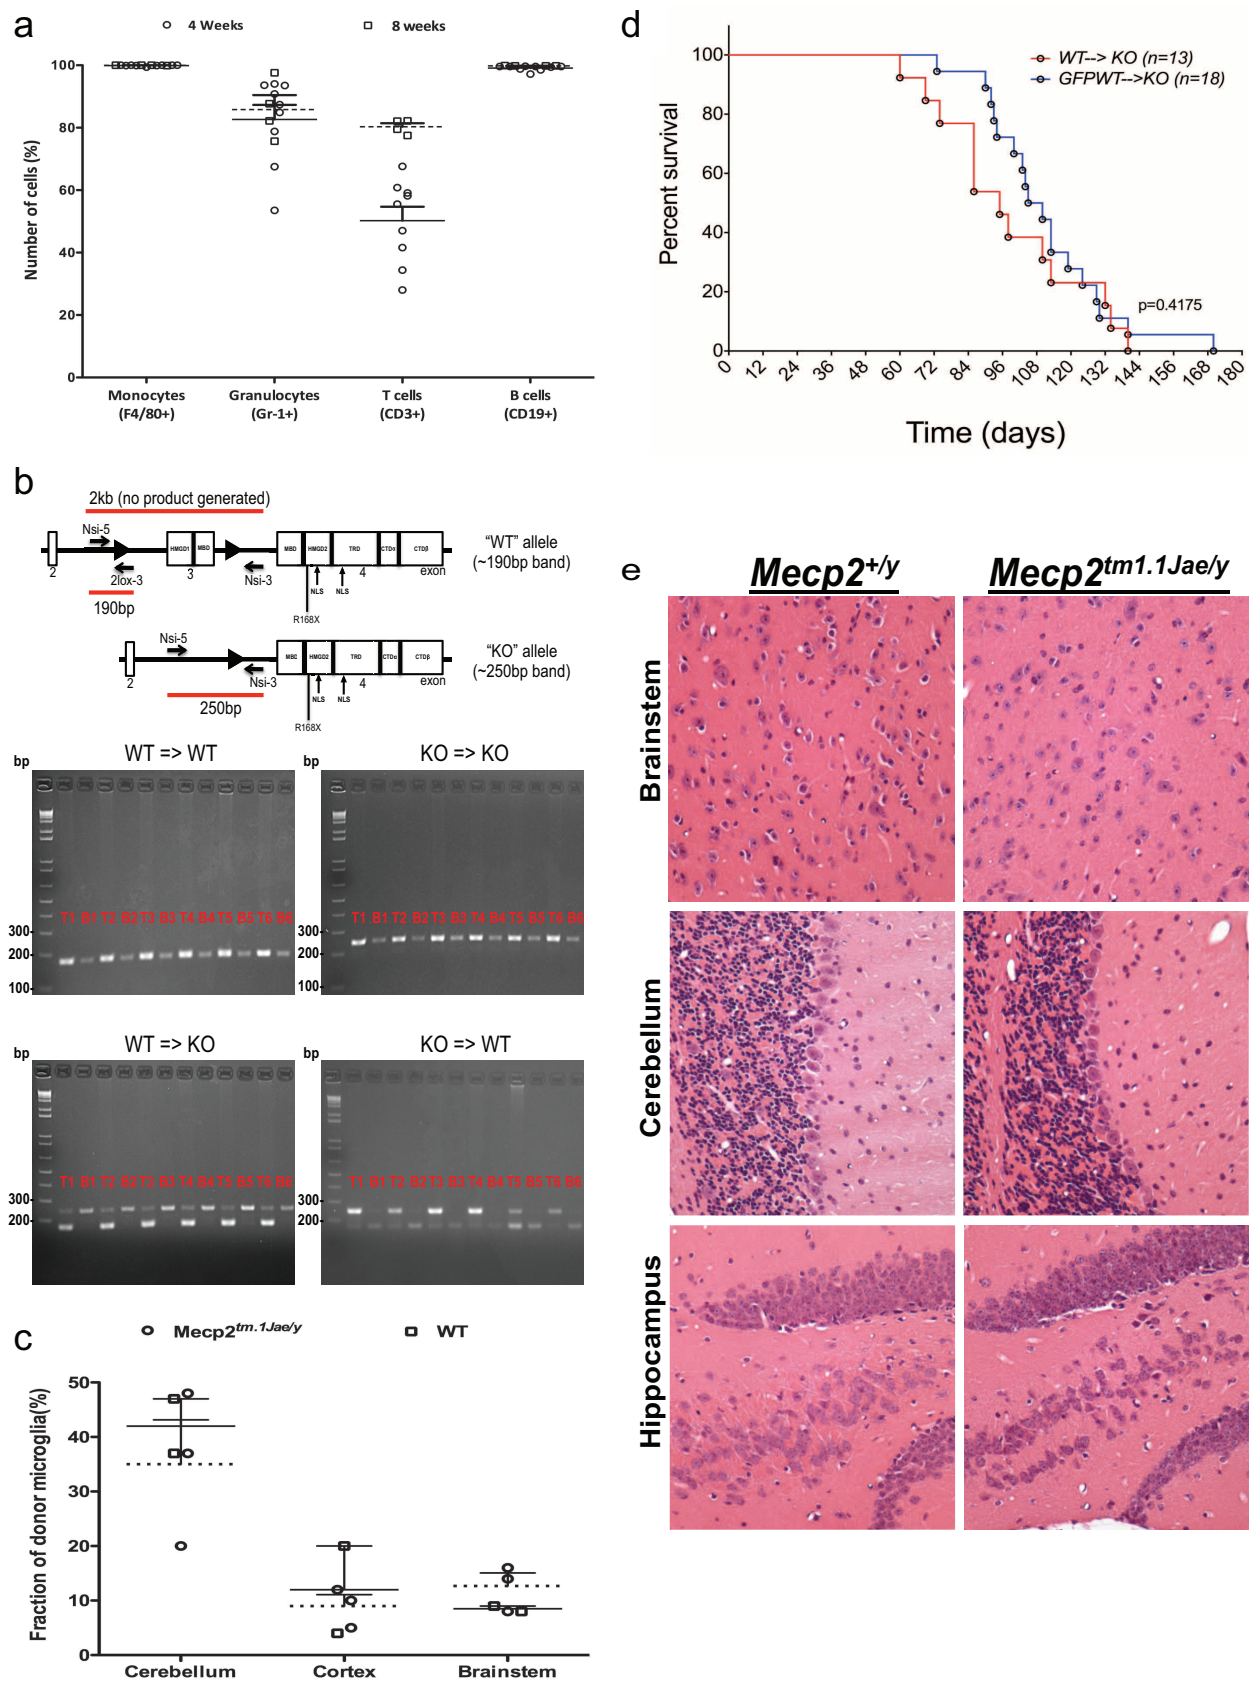 a
4 Weeks
8 weeks
Number of cells (%)
100
80
60
40
20
0
Monocytes
(F4/80+)
Granulocytes
(Gr-1+)
T cells
(CD3+)
B cells
(CD19+)
b
2kb (no product generated)
Nsi-5
HMGD1
MBD
MBD
HMGD2
TRD
CTDα
CTDβ
2
2lox-3
3
Nsi-3
NLS
NLS
4
exon
"WT" allele
(~190bp band)
190bp
R168X
Nsi-5
HMGD2
TRD
CTDα
CTDβ
2
Nsi-3
NLS
NLS
4
exon
"KO" allele
(~250bp band)
250bp
R168X
WT => WT
bp
T1 B1 T2 B2 T3 B3 T4 B4 T5 B5 T6 B6
300
200
100
KO => KO
bp
T1 B1 T2 B2 T3 B3 T4 B4 T5 B5 T6 B6
300
200
100
WT => KO
bp
T1 B1 T2 B2 T3 B3 T4 B4 T5 B5 T6 B6
300
200
KO => WT
bp
T1 B1 T2 B2 T3 B3 T4 B4 T5 B5 T6 B6
300
200
c
Mecp2tm.1Jae/y
WT
Fraction of donor microglia(%)
50
40
30
20
10
0
Cerebellum
Cortex
Brainstem
d
WT--> KO (n=13)
GFPWT-->KO (n=18)
Percent survival
100
80
60
40
20
0
p=0.4175
0 12 24 36 48 60 72 84 96 108 120 132 144 156 168 180
Time (days)
e
Mecp2+/y
Mecp2tm1.1Jae/y
Brainstem
Cerebellum
Hippocampus